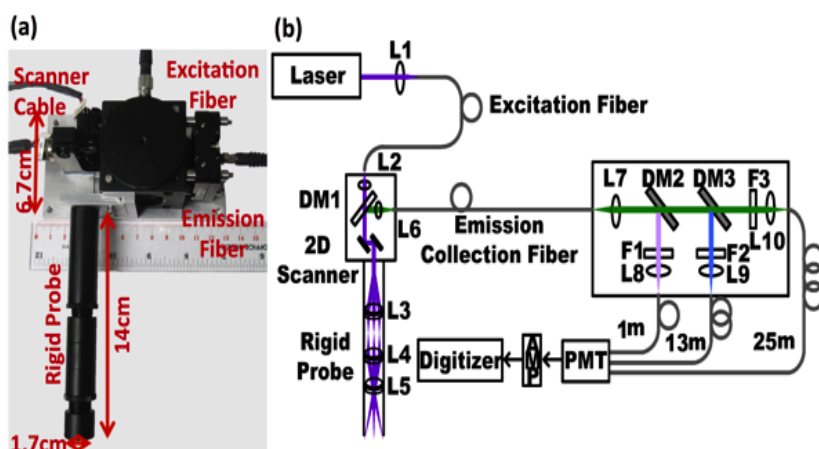 (a)
Scanner
Cable
Excitation
Fiber
6.7cm
Emission
Fiber
Rigid Probe
14cm
1.7cm
(b)
Laser
L1
Excitation Fiber
L2
DM1
L6
2D
Scanner
Emission
Collection Fiber
L7
DM2
DM3
F3
L10
F1
F2
L8
L9
L3
Rigid
Probe
L4
L5
1m
13m
25m
Digitizer
AMP
PMT